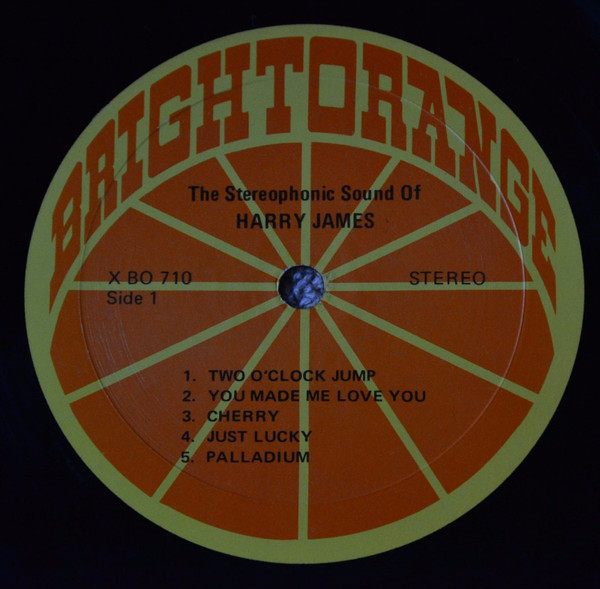 BRIGHTORANGE
The Stereophonic Sound Of
HARRY JAMES
X BO 710
STEREO
Side 1
1. TWO O'CLOCK JUMP
2. YOU MADE ME LOVE YOU
3. CHERRY
4. JUST LUCKY
5. PALLADIUM